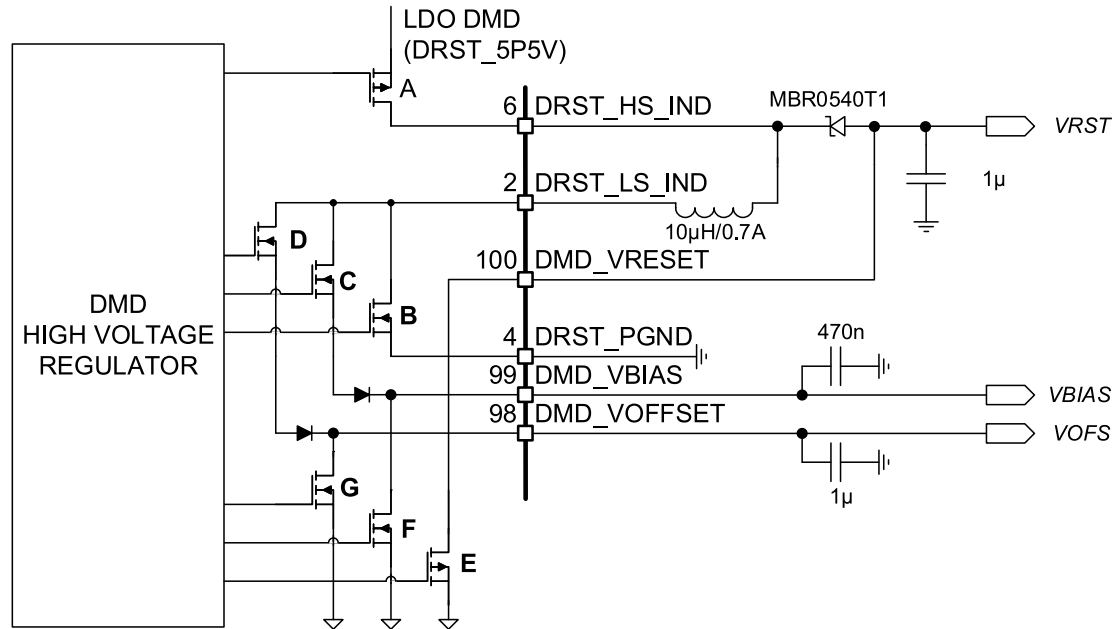 LDO DMD
(DRST_5P5V)
A
6 DRST_HS_IND
MBR0540T1
VRST
1µ
2 DRST_LS_IND
10µH/0.7A
D
C
B
100 DMD_VRESET
DMD
HIGH VOLTAGE
REGULATOR
4 DRST_PGND
470n
99 DMD_VBIAS
VBIAS
98 DMD_VOFFSET
VOFS
1µ
G
F
E